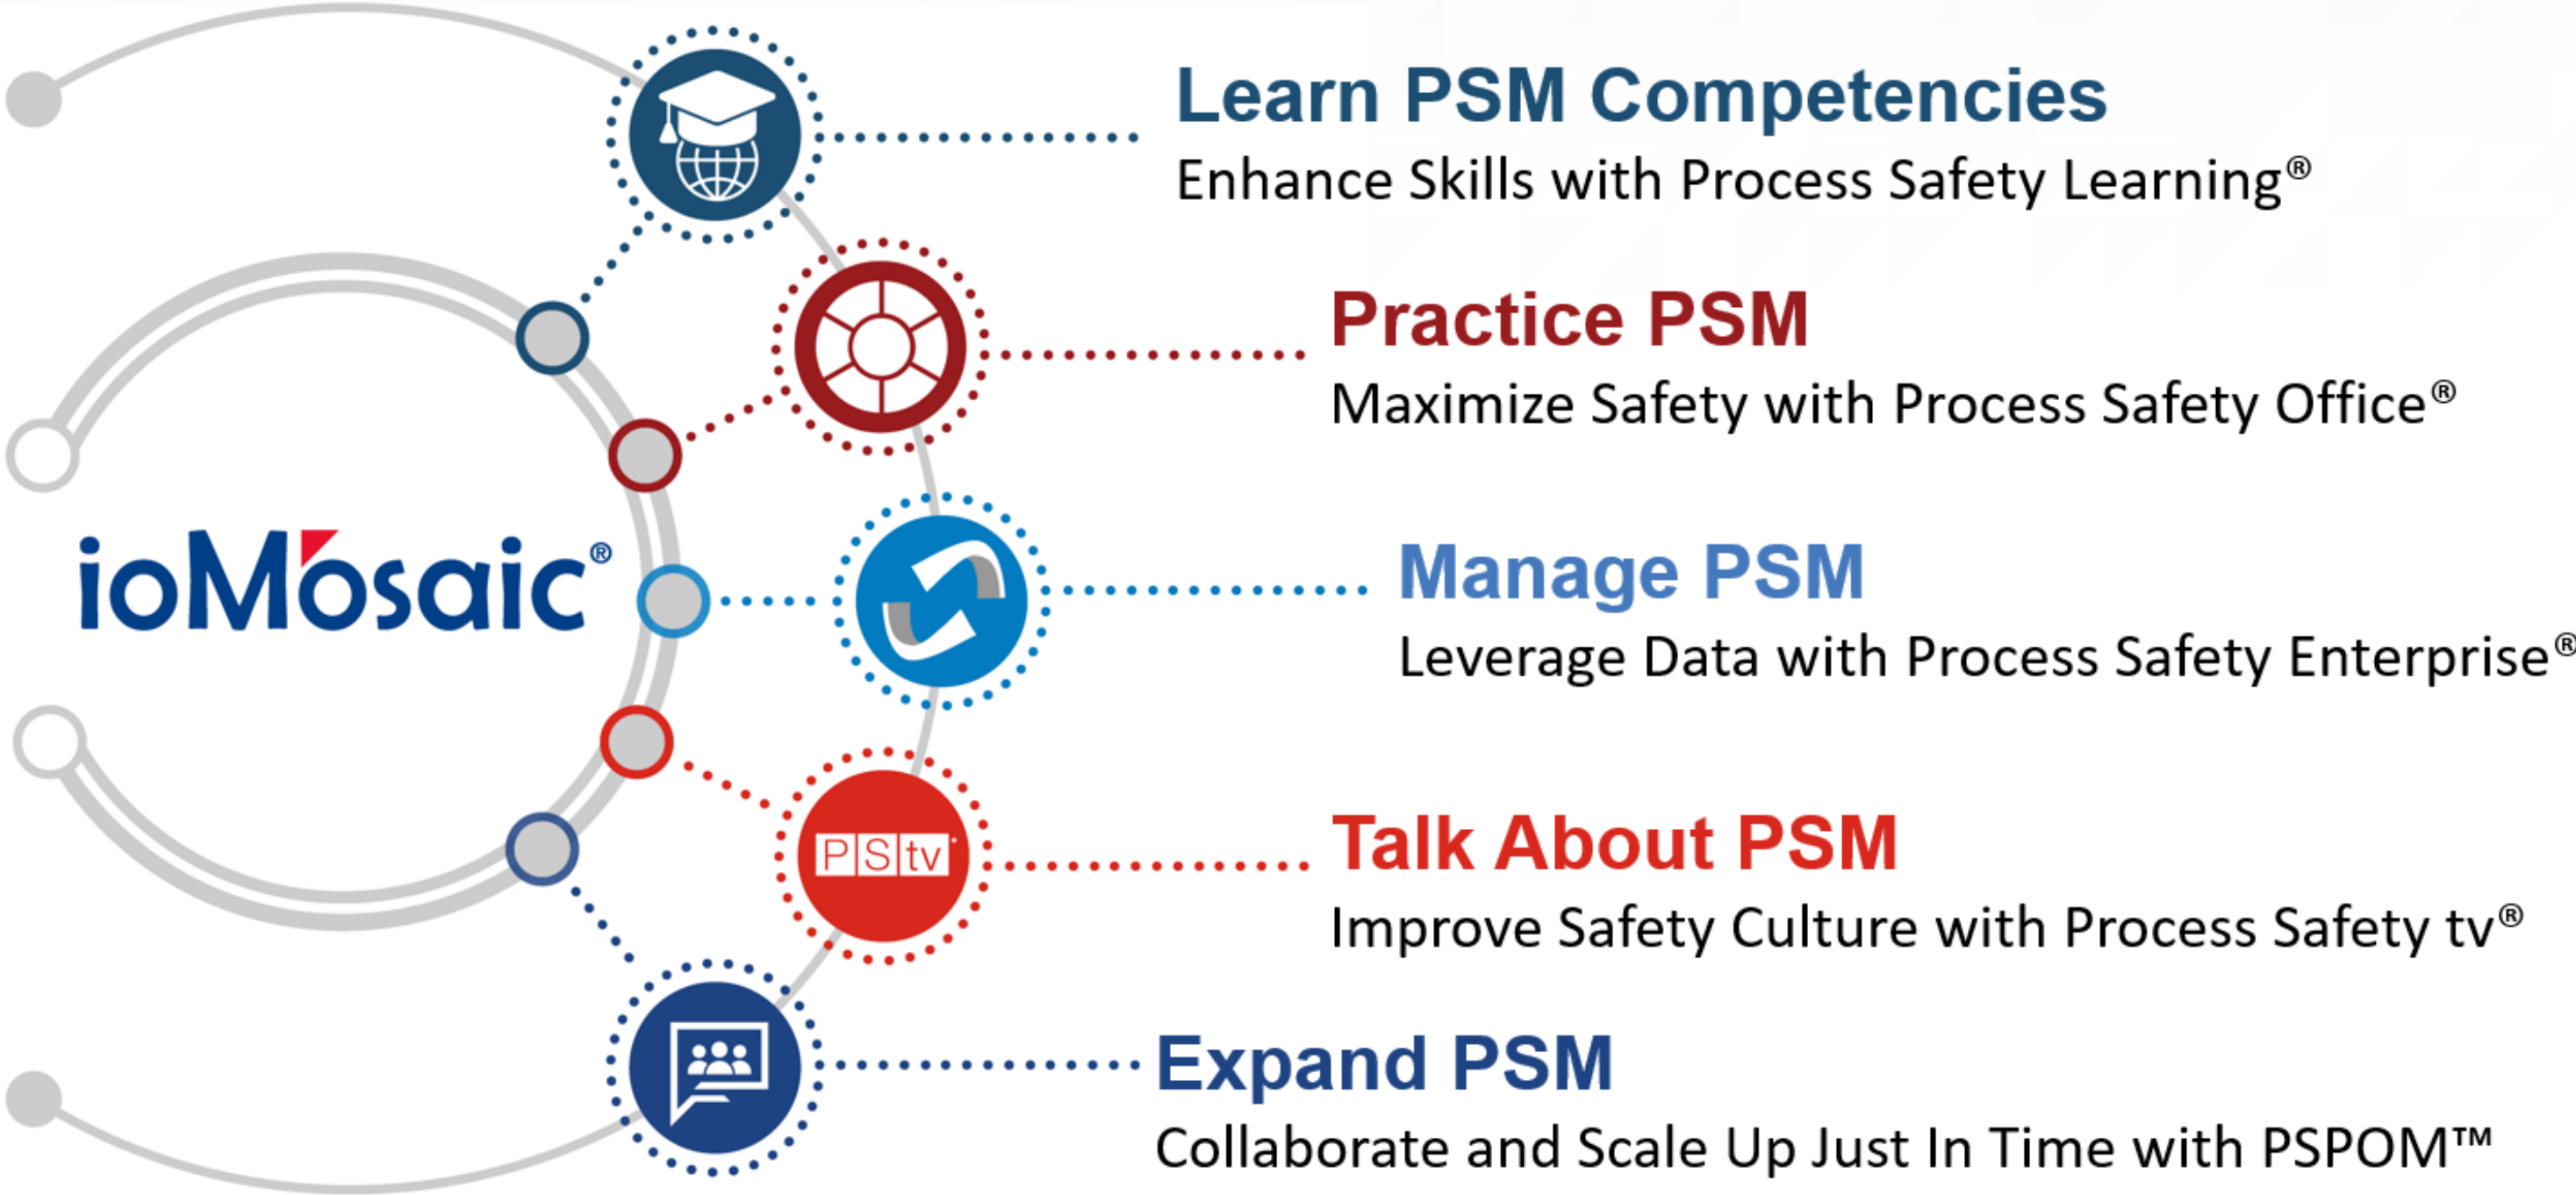 Learn PSM Competencies
Enhance Skills with Process Safety Learning®
Practice PSM
Maximize Safety with Process Safety Office®
ioMosaic®
Manage PSM
Leverage Data with Process Safety Enterprise®
P|S|tv
Talk About PSM
Improve Safety Culture with Process Safety tv®
Expand PSM
Collaborate and Scale Up Just In Time with PSPOM™